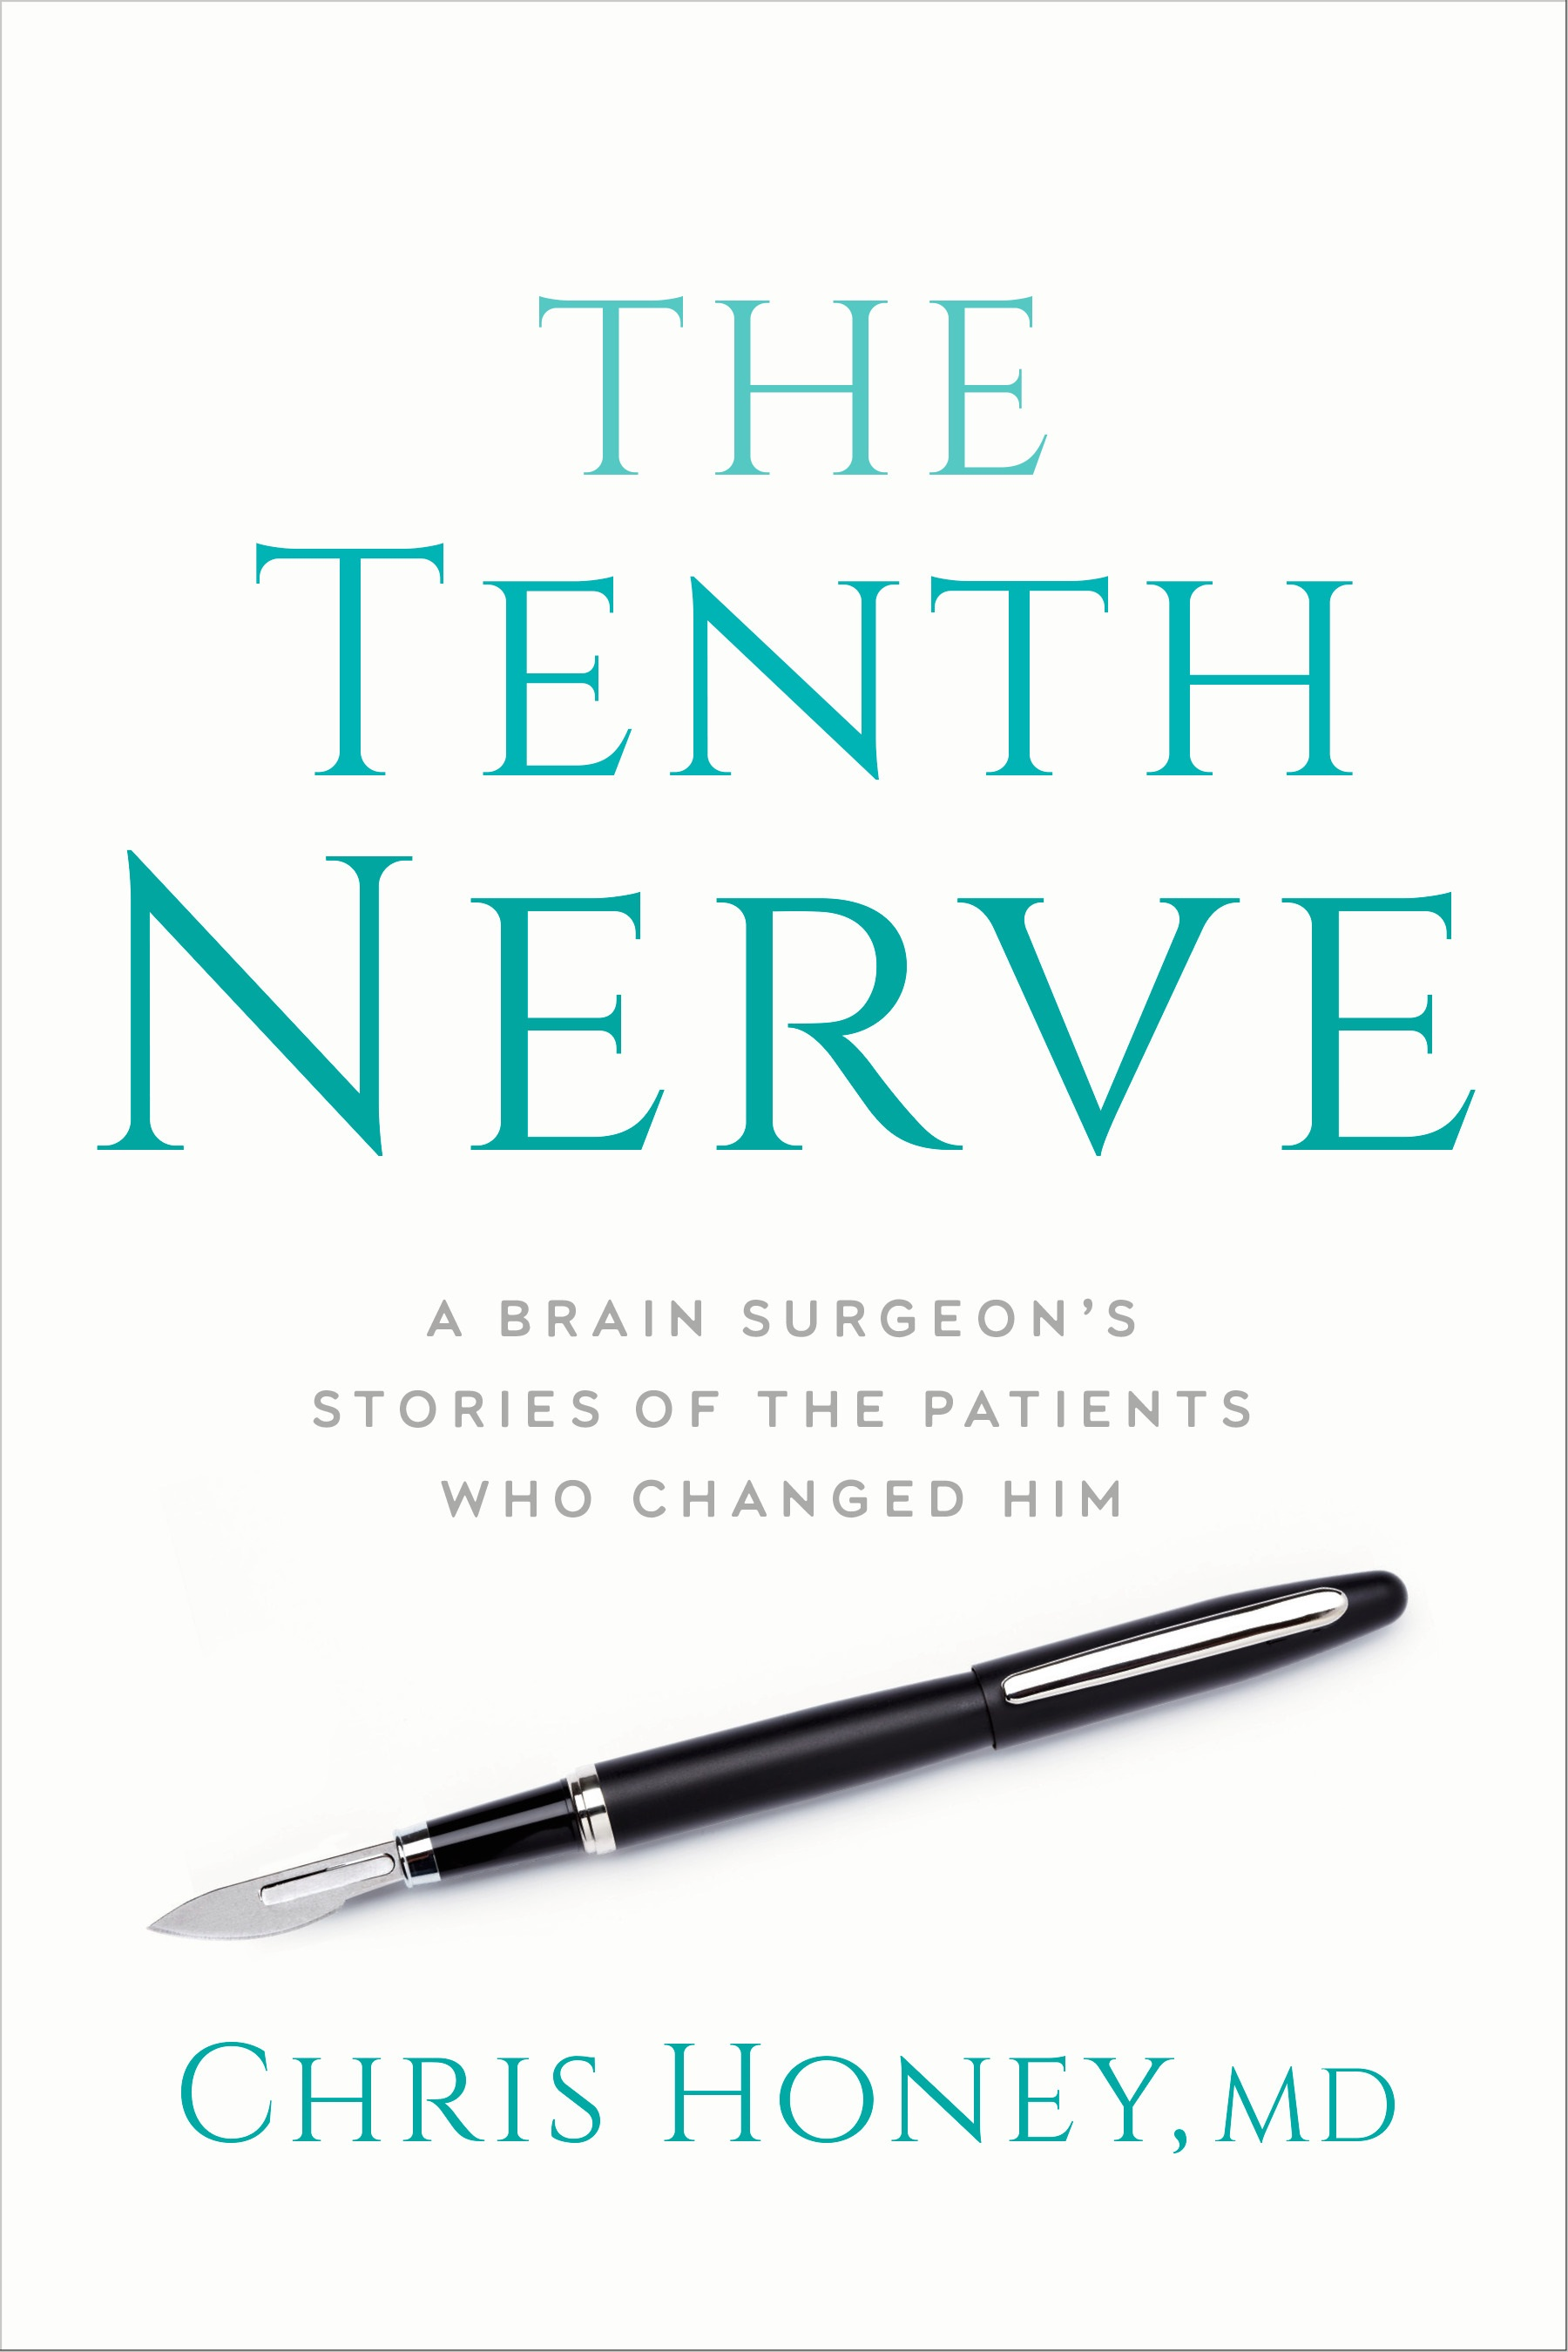 THE
TENTH
NERVE
A BRAIN SURGEON’S
STORIES OF THE PATIENTS
WHO CHANGED HIM
CHRIS HONEY, MD